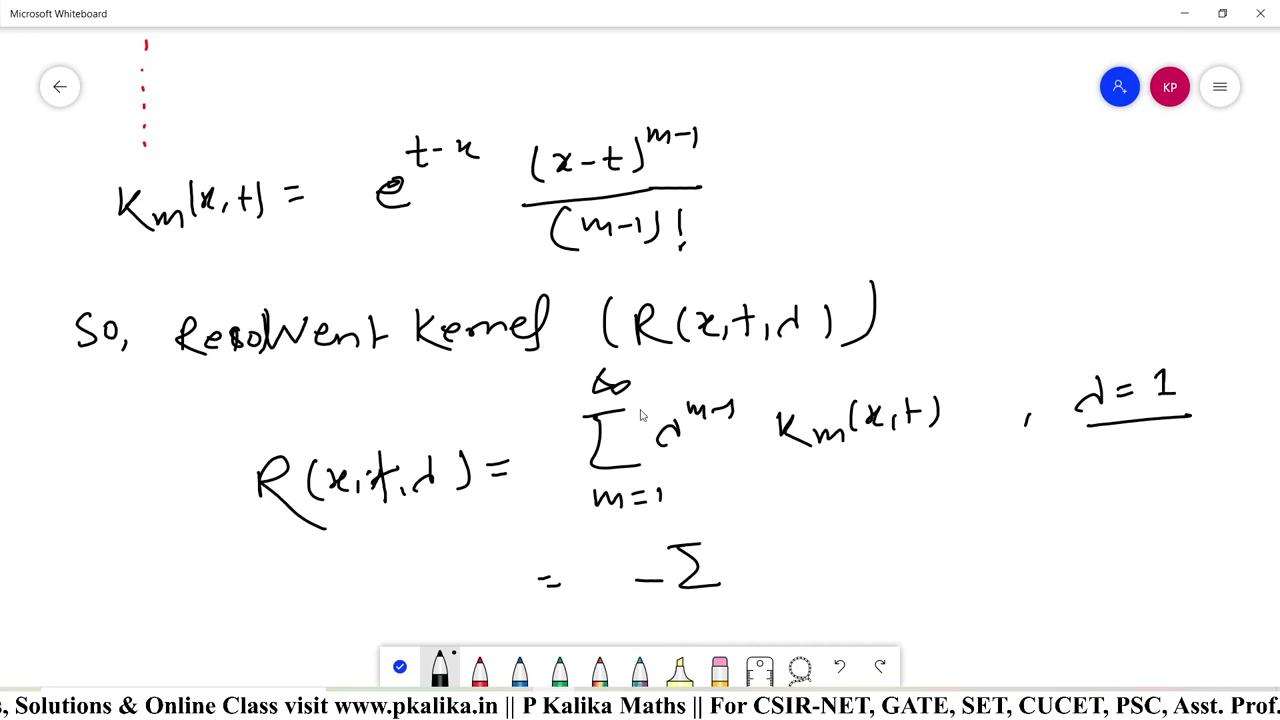 Microsoft Whiteboard
KP
Km(x,t) = e^{t-x} (x-t)^{m-1} / (m-1)!
So, Resolvent Kernel (R(x,t,λ))
R(x,t,λ) = ∑_{m=1}^{∞} λ^{m-1} Km(x,t) , λ = 1
= -∑
s, Solutions & Online Class visit www.pkalika.in || P Kalika Maths || For CSIR-NET, GATE, SET, CUCET, PSC, Asst. Prof.